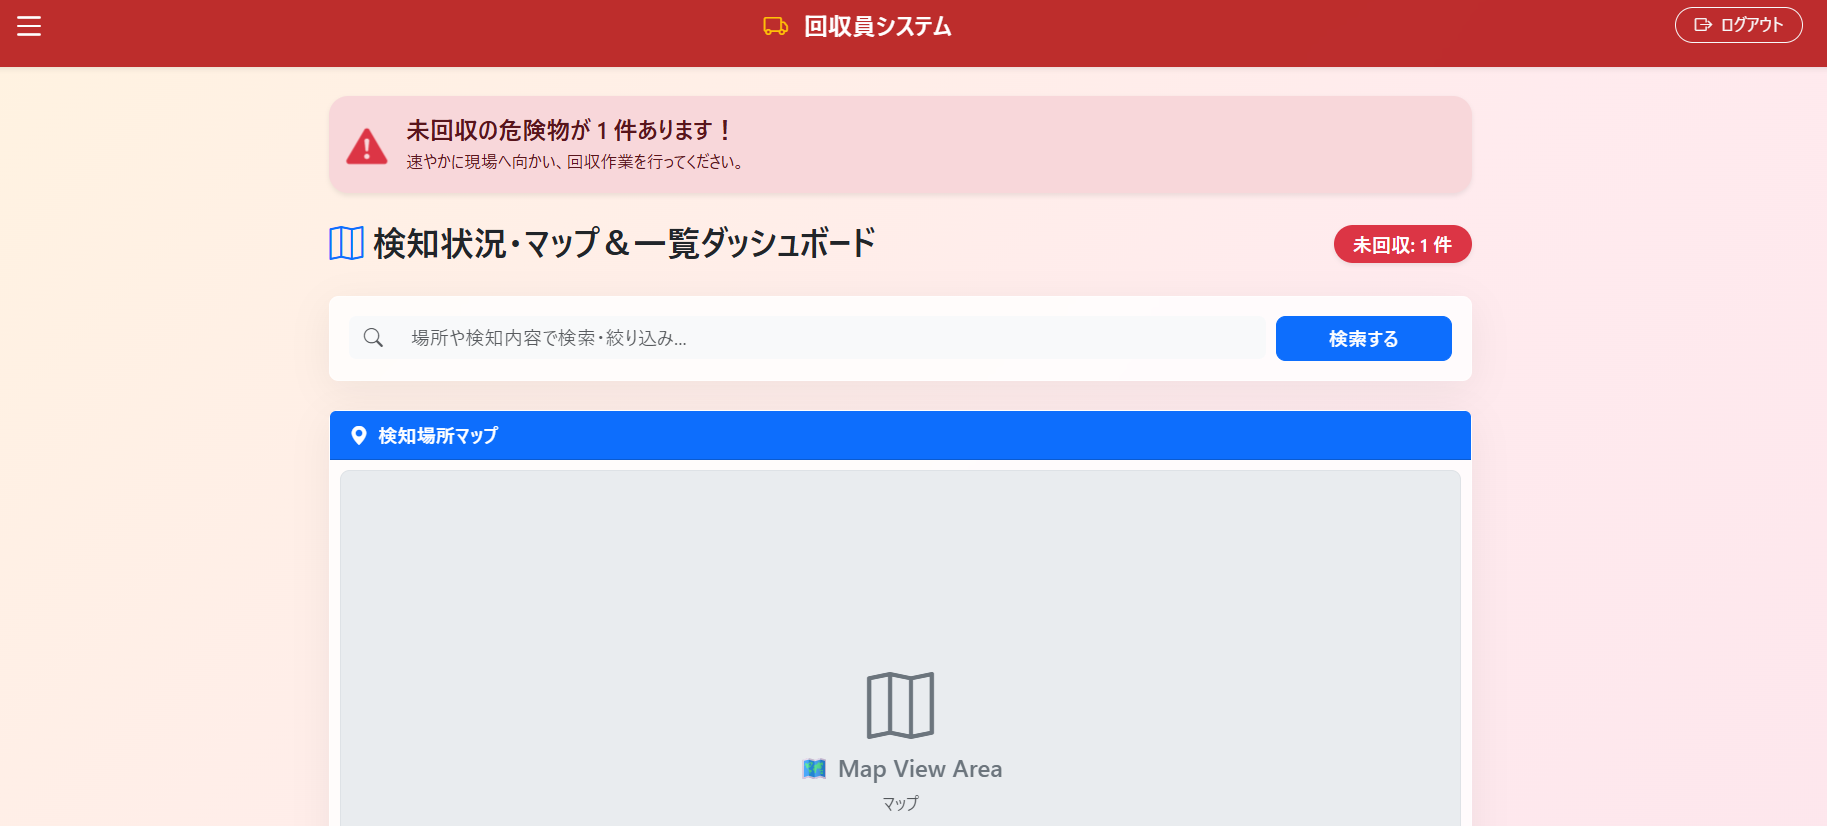 回収員システム
ログアウト
未回収の危険物が 1 件あります！
速やかに現場へ向かい、回収作業を行ってください。
検知状況・マップ＆一覧ダッシュボード
未回収: 1 件
場所や検知内容で検索・絞り込み...
検索する
検知場所マップ
Map View Area
マップ